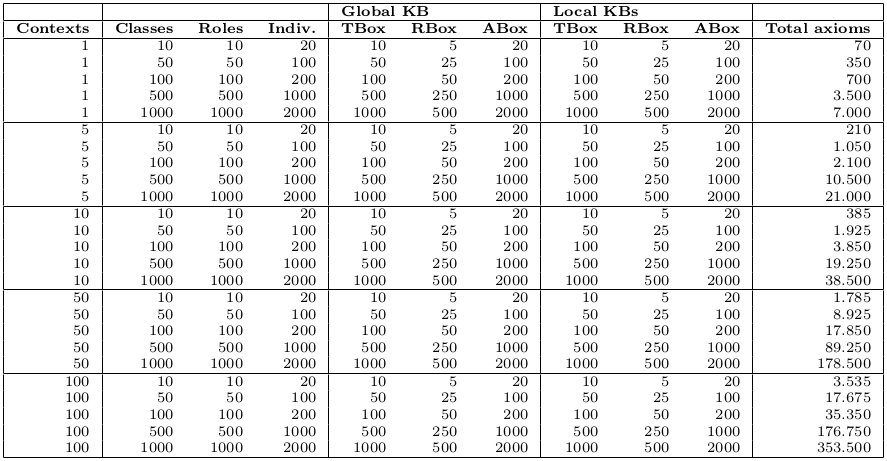 Global KB Local KBs
Contexts Classes Roles Indiv. TBox RBox ABox TBox RBox ABox Total axioms
1 10 10 20 10 5 20 10 5 20 70
1 50 50 100 50 25 100 50 25 100 350
1 100 100 200 100 50 200 100 50 200 700
1 500 500 1000 500 250 1000 500 250 1000 3.500
1 1000 1000 2000 1000 500 2000 1000 500 2000 7.000
5 10 10 20 10 5 20 10 5 20 210
5 50 50 100 50 25 100 50 25 100 1.050
5 100 100 200 100 50 200 100 50 200 2.100
5 500 500 1000 500 250 1000 500 250 1000 10.500
5 1000 1000 2000 1000 500 2000 1000 500 2000 21.000
10 10 10 20 10 5 20 10 5 20 385
10 50 50 100 50 25 100 50 25 100 1.925
10 100 100 200 100 50 200 100 50 200 3.850
10 500 500 1000 500 250 1000 500 250 1000 19.250
10 1000 1000 2000 1000 500 2000 1000 500 2000 38.500
50 10 10 20 10 5 20 10 5 20 1.785
50 50 50 100 50 25 100 50 25 100 8.925
50 100 100 200 100 50 200 100 50 200 17.850
50 500 500 1000 500 250 1000 500 250 1000 89.250
50 1000 1000 2000 1000 500 2000 1000 500 2000 178.500
100 10 10 20 10 5 20 10 5 20 3.535
100 50 50 100 50 25 100 50 25 100 17.675
100 100 100 200 100 50 200 100 50 200 35.350
100 500 500 1000 500 250 1000 500 250 1000 176.750
100 1000 1000 2000 1000 500 2000 1000 500 2000 353.500